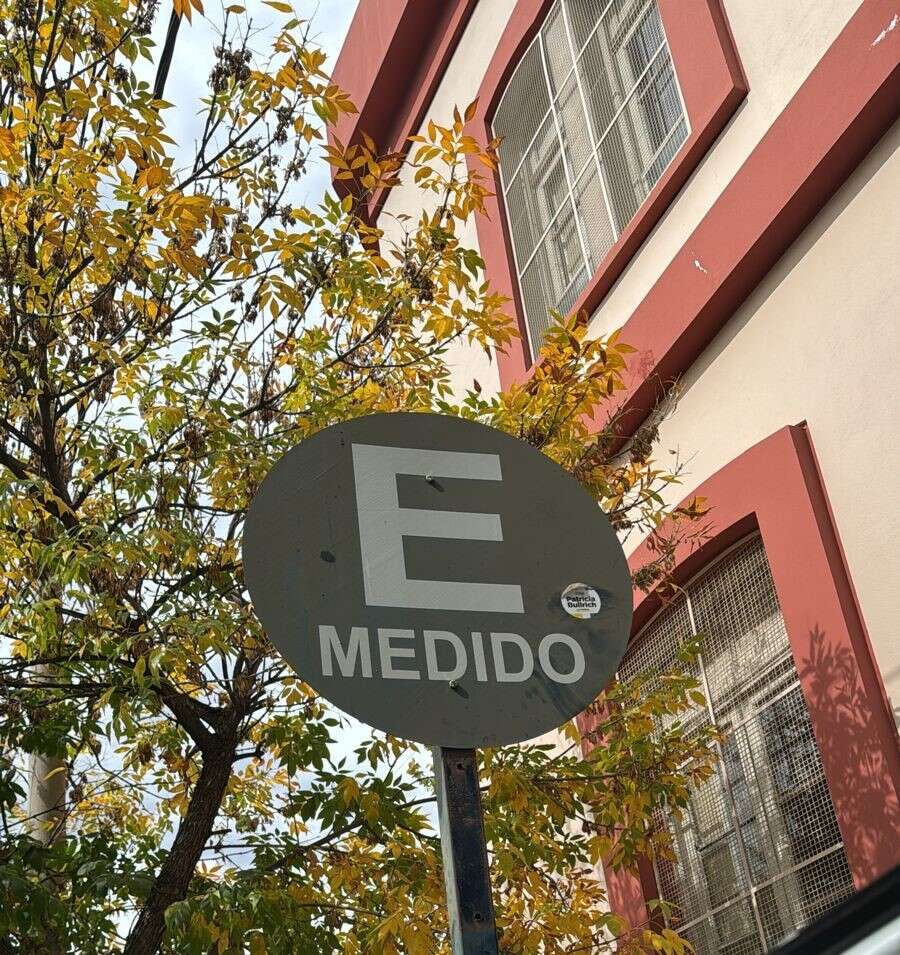 E
MEDIDO
Patricia
Bullrich